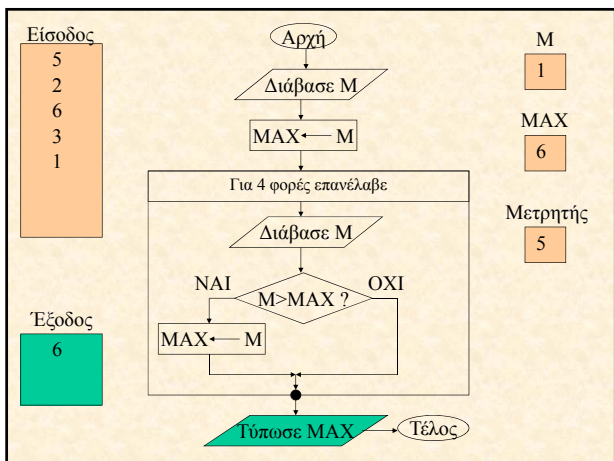 Είσοδος
5
2
6
3
1
Έξοδος
6
Αρχή
Διάβασε Μ
ΜΑΧ ← Μ
Για 4 φορές επανέλαβε
Διάβασε Μ
ΝΑΙ
ΟΧΙ
Μ>ΜΑΧ ?
ΜΑΧ ← Μ
Τύπωσε ΜΑΧ
Τέλος
Μ
1
ΜΑΧ
6
Μετρητής
5